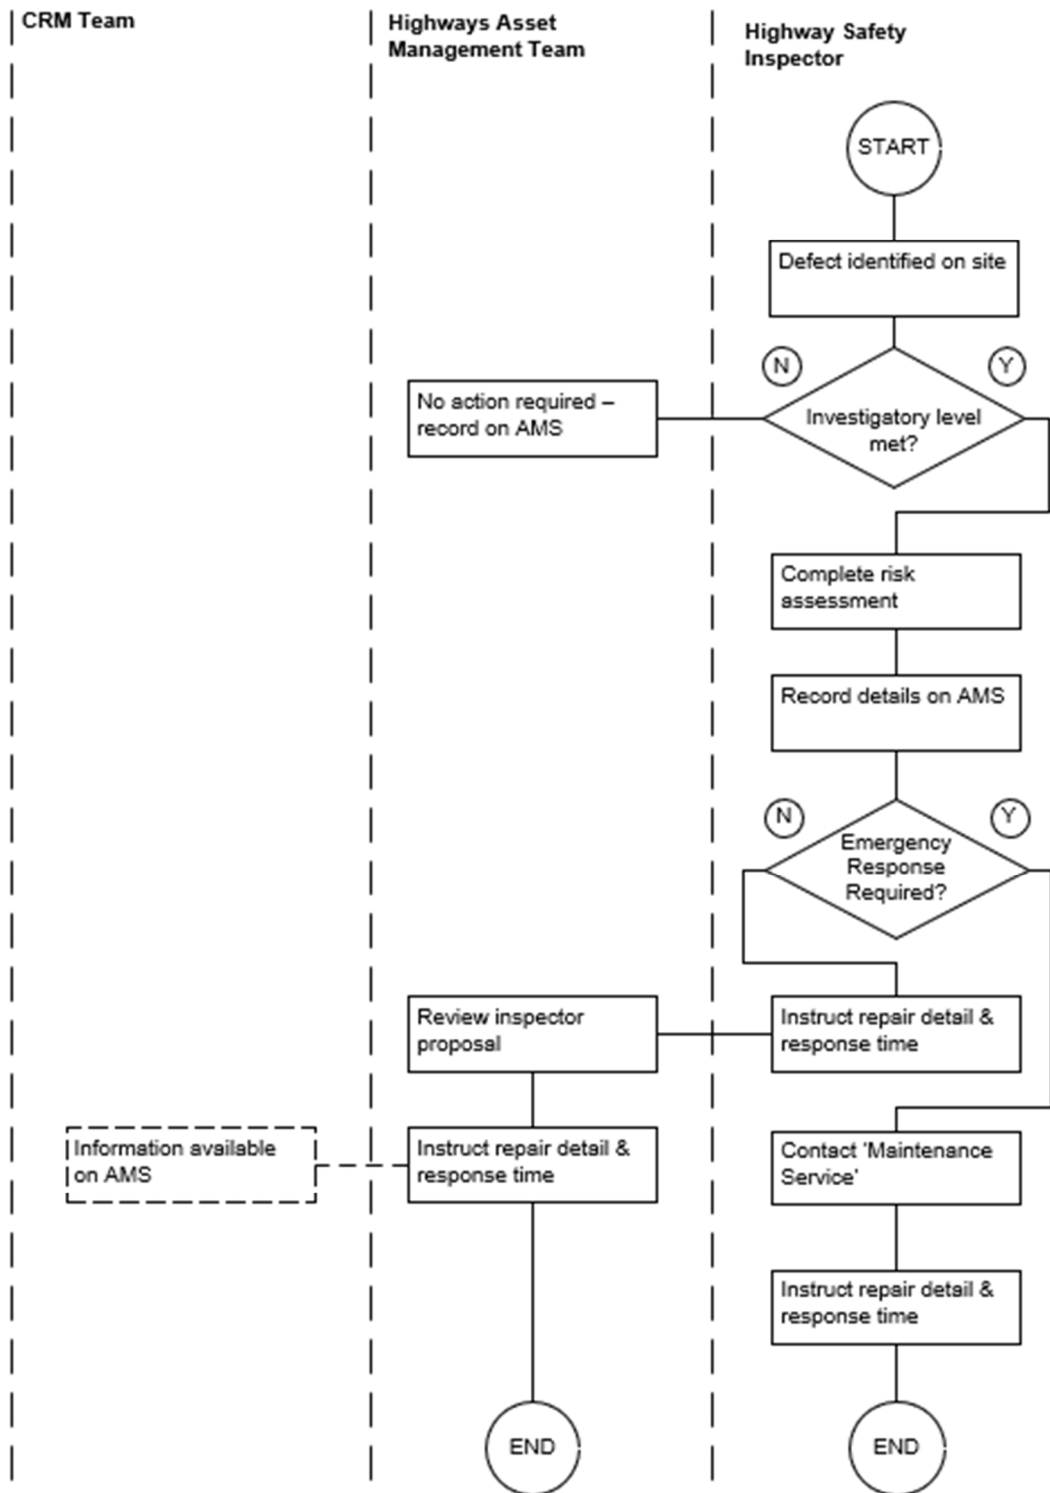 CRM Team
Highways Asset
Management Team
Highway Safety
Inspector
START
Defect identified on site
N
Y
No action required –
record on AMS
Investigatory level
met?
Complete risk
assessment
Record details on AMS
N
Y
Emergency
Response
Required?
Review inspector
proposal
Instruct repair detail &
response time
Information available
on AMS
Instruct repair detail &
response time
Contact 'Maintenance
Service'
Instruct repair detail &
response time
END
END